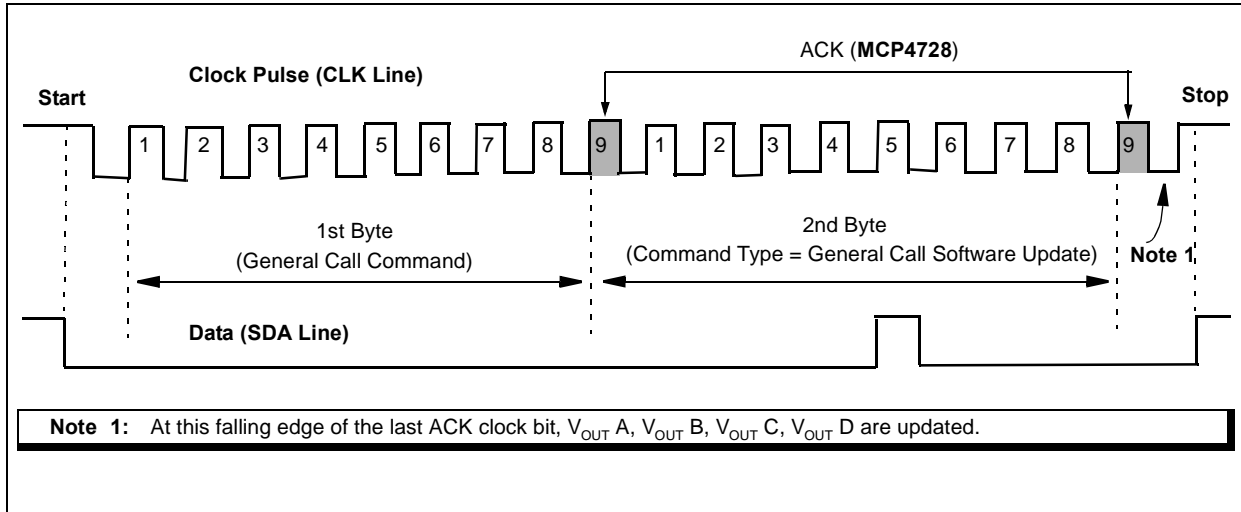 ACK (MCP4728)
Clock Pulse (CLK Line)
Start
Stop
1 2 3 4 5 6 7 8 9 1 2 3 4 5 6 7 8 9
1st Byte
(General Call Command)
2nd Byte
(Command Type = General Call Software Update)
Note 1
Data (SDA Line)
Note 1: At this falling edge of the last ACK clock bit, VOUT A, VOUT B, VOUT C, VOUT D are updated.